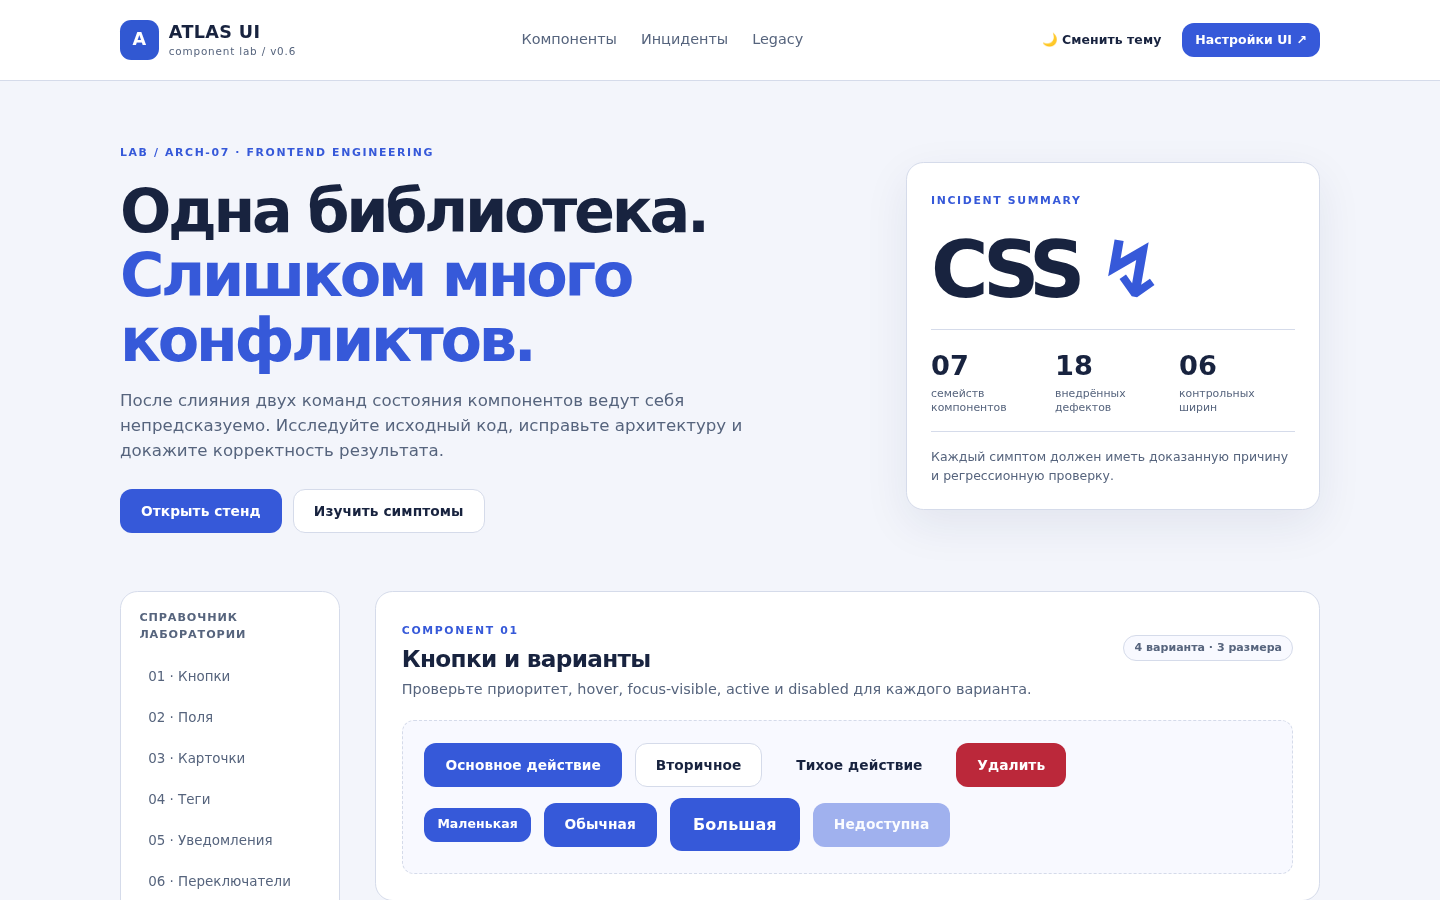 A
ATLAS UI
component lab / v0.6
Компоненты
Инциденты
Legacy
🌙 Сменить тему
Настройки UI ↗
LAB / ARCH-07 · FRONTEND ENGINEERING
Одна библиотека.
Слишком много
конфликтов.
После слияния двух команд состояния компонентов ведут себя
непредсказуемо. Исследуйте исходный код, исправьте архитектуру и
докажите корректность результата.
Открыть стенд
Изучить симптомы
INCIDENT SUMMARY
CSS ↯
07
семейств
компонентов
18
внедрённых
дефектов
06
контрольных
ширин
Каждый симптом должен иметь доказанную причину
и регрессионную проверку.
СПРАВОЧНИК
ЛАБОРАТОРИИ
01 · Кнопки
02 · Поля
03 · Карточки
04 · Теги
05 · Уведомления
06 · Переключатели
COMPONENT 01
Кнопки и варианты
Проверьте приоритет, hover, focus-visible, active и disabled для каждого варианта.
4 варианта · 3 размера
Основное действие
Вторичное
Тихое действие
Удалить
Маленькая
Обычная
Большая
Недоступна